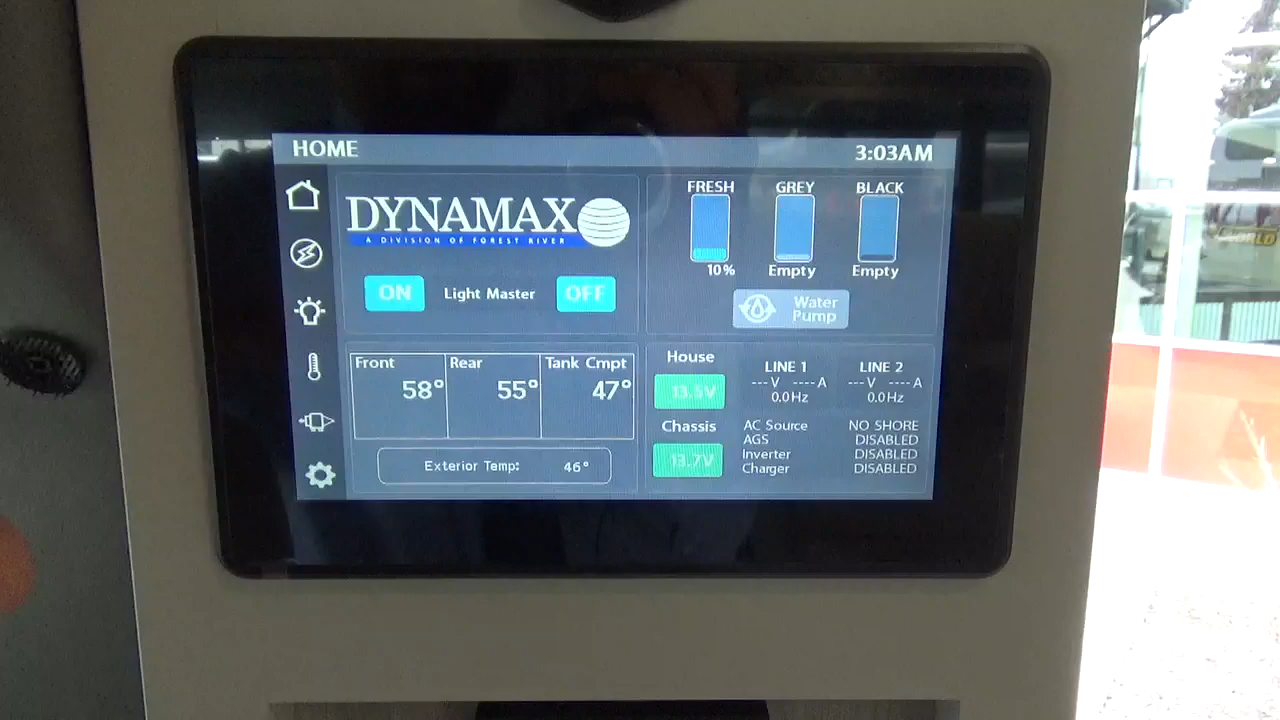 HOME 3:03AM
DYNAMAX
A DIVISION OF FOREST RIVER
ON Light Master OFF
FRESH GREY BLACK
10% Empty Empty
Water
Pump
Front Rear Tank Cmpt
58° 55° 47°
Exterior Temp: 46°
House
13.5V
Chassis
13.7V
LINE 1 LINE 2
--- V ---- A --- V ---- A
0.0Hz 0.0Hz
AC Source NO SHORE
AGS DISABLED
Inverter DISABLED
Charger DISABLED
WORLD